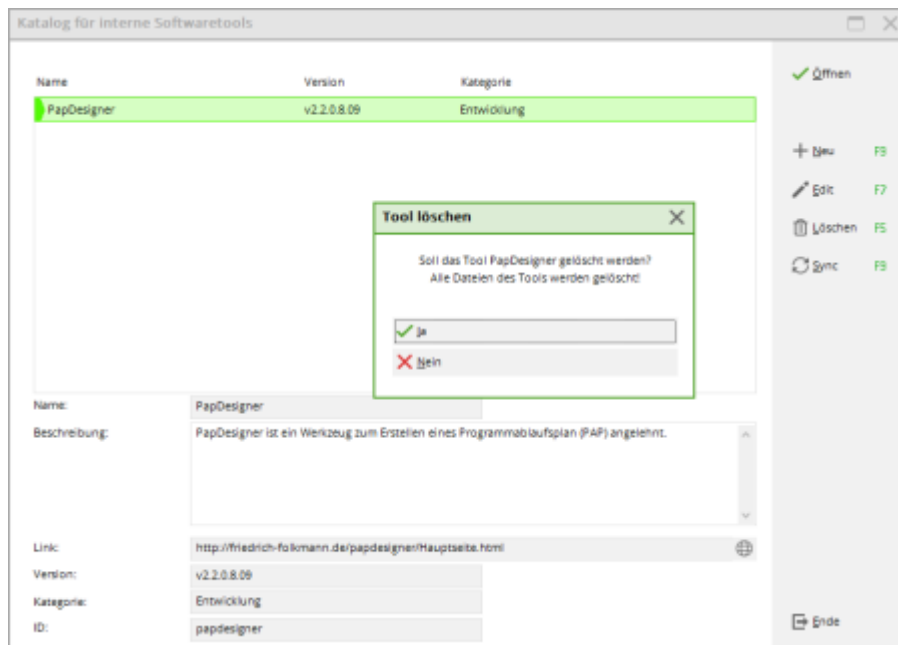 Katalog für interne Softwaretools
Name Version Kategorie
PapDesigner v2.2.0.8.09 Entwicklung
Öffnen
Neu F9
Edit F7
Löschen F5
Sync F9
Tool löschen
Soll das Tool PapDesigner gelöscht werden?
Alle Dateien des Tools werden gelöscht!
Ja
Nein
Name: PapDesigner
Beschreibung: PapDesigner ist ein Werkzeug zum Erstellen eines Programmablaufsplan (PAP) angelehnt.
Link: http://friedrich-folkmann.de/papdesigner/Hauptseite.html
Version: v2.2.0.8.09
Kategorie: Entwicklung
ID: papdesigner
Ende